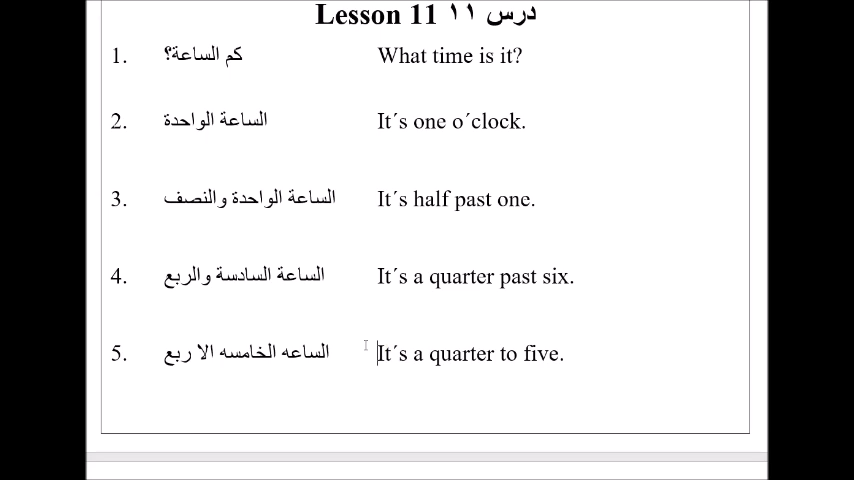 Lesson 11 درس ١١
1. كم الساعة؟ What time is it?
2. الساعة الواحدة It´s one o´clock.
3. الساعة الواحدة والنصف It´s half past one.
4. الساعة السادسة والربع It´s a quarter past six.
5. الساعه الخامسه الا ربع It´s a quarter to five.